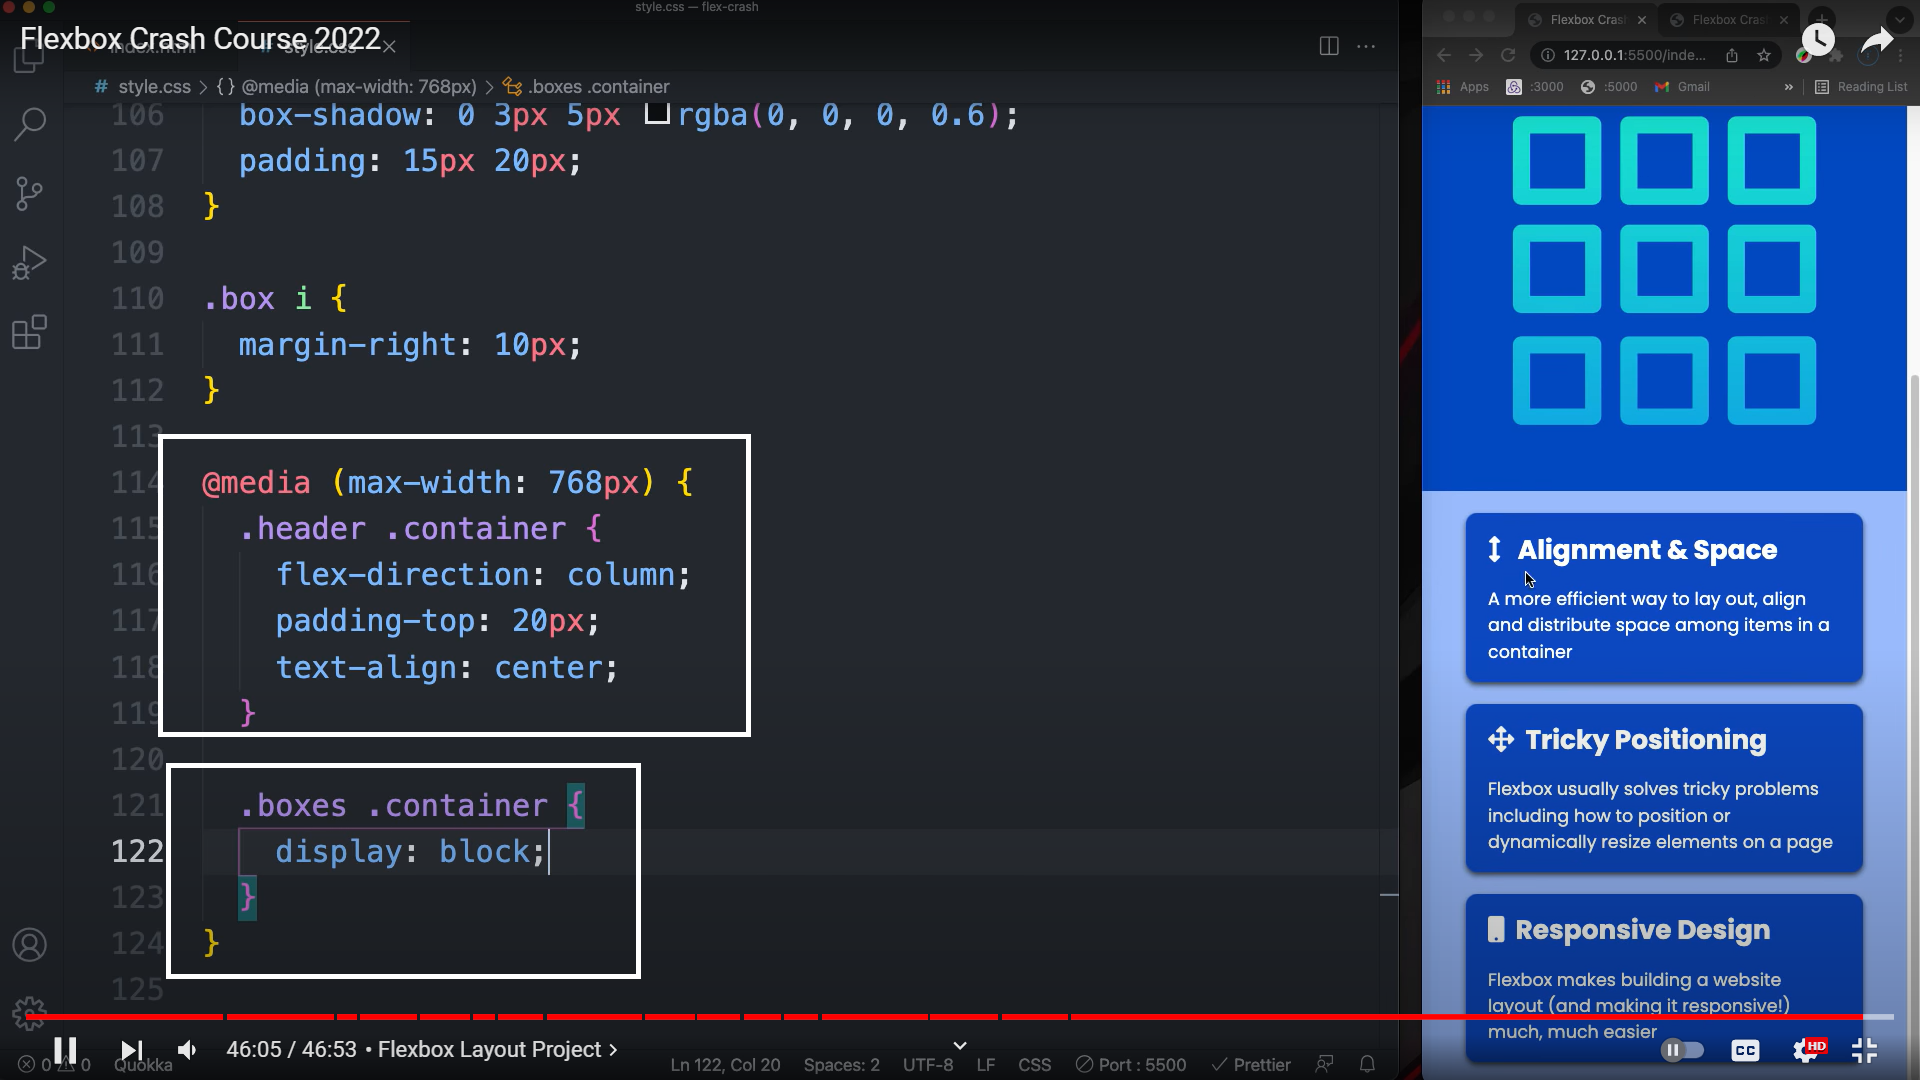 style.css — flex-crash
Flexbox Crash Course 2022
style.css
# style.css > {} @media (max-width: 768px) > .boxes .container
106 box-shadow: 0 3px 5px rgba(0, 0, 0, 0.6);
107 padding: 15px 20px;
108 }
109
110 .box i {
111 margin-right: 10px;
112 }
113
114 @media (max-width: 768px) {
115 .header .container {
116 flex-direction: column;
117 padding-top: 20px;
118 text-align: center;
119 }
120
121 .boxes .container {
122 display: block;
123 }
124 }
125
46:05 / 46:53 • Flexbox Layout Project >
0 0 Quokka Ln 122, Col 20 Spaces: 2 UTF-8 LF CSS Port : 5500 Prettier
Flexbox Cras Flexbox Cras
127.0.0.1:5500/inde...
Apps :3000 :5000 Gmail » Reading List
Alignment & Space
A more efficient way to lay out, align
and distribute space among items in a
container
Tricky Positioning
Flexbox usually solves tricky problems
including how to position or
dynamically resize elements on a page
Responsive Design
Flexbox makes building a website
layout (and making it responsive!)
much, much easier
CC HD